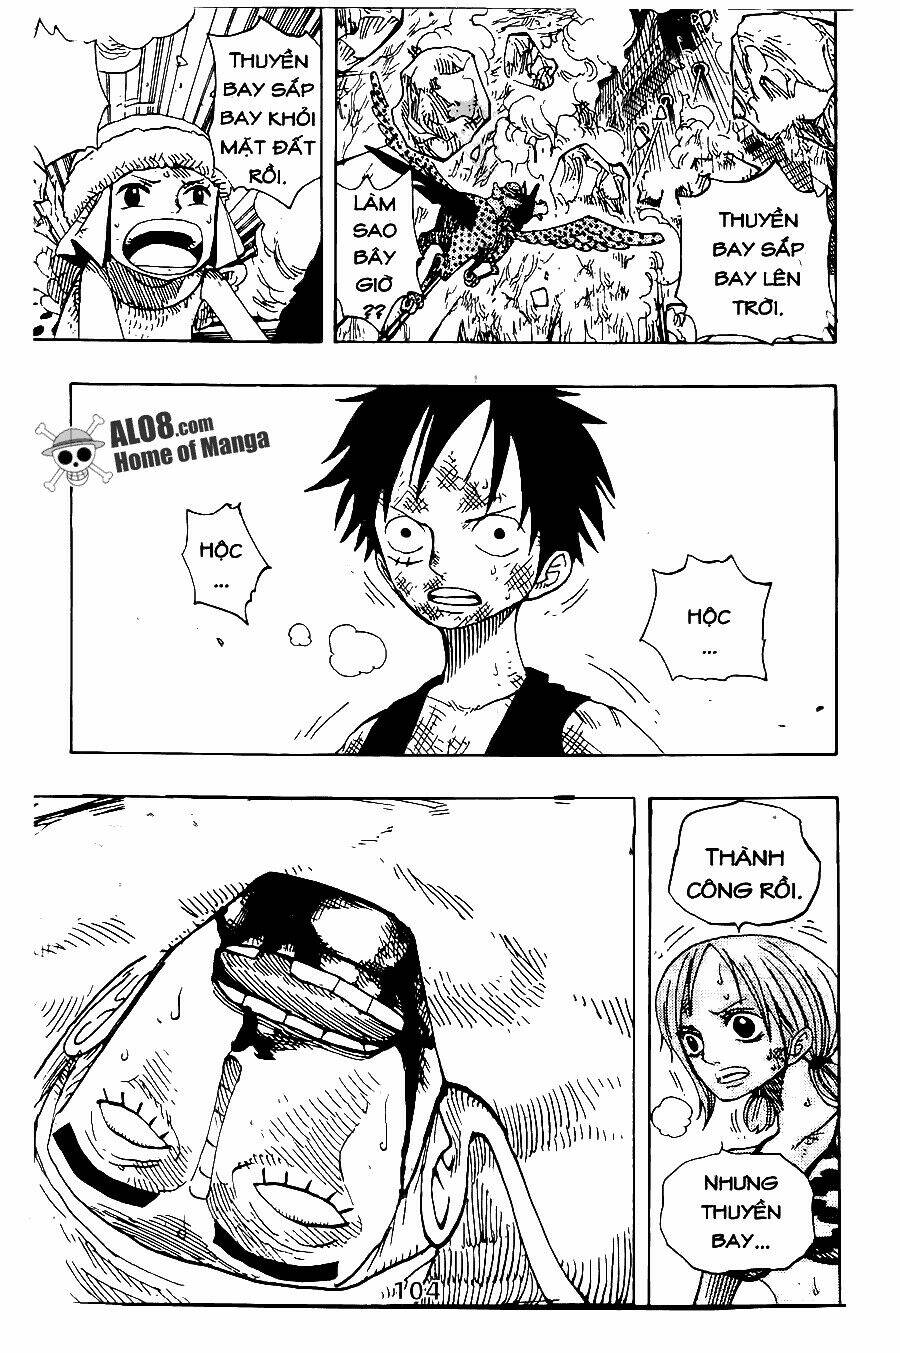 THUYỀN
BAY SẮP
BAY KHỎI
MẶT ĐẤT
RỒI.
LÀM
SAO
BÂY
GIỜ
??
THUYỀN
BAY SẮP
BAY LÊN
TRỜI.
AL08.com
Home of Manga
HỘC
...
HỘC
...
THÀNH
CÔNG RỒI.
NHƯNG
THUYỀN
BAY...
104